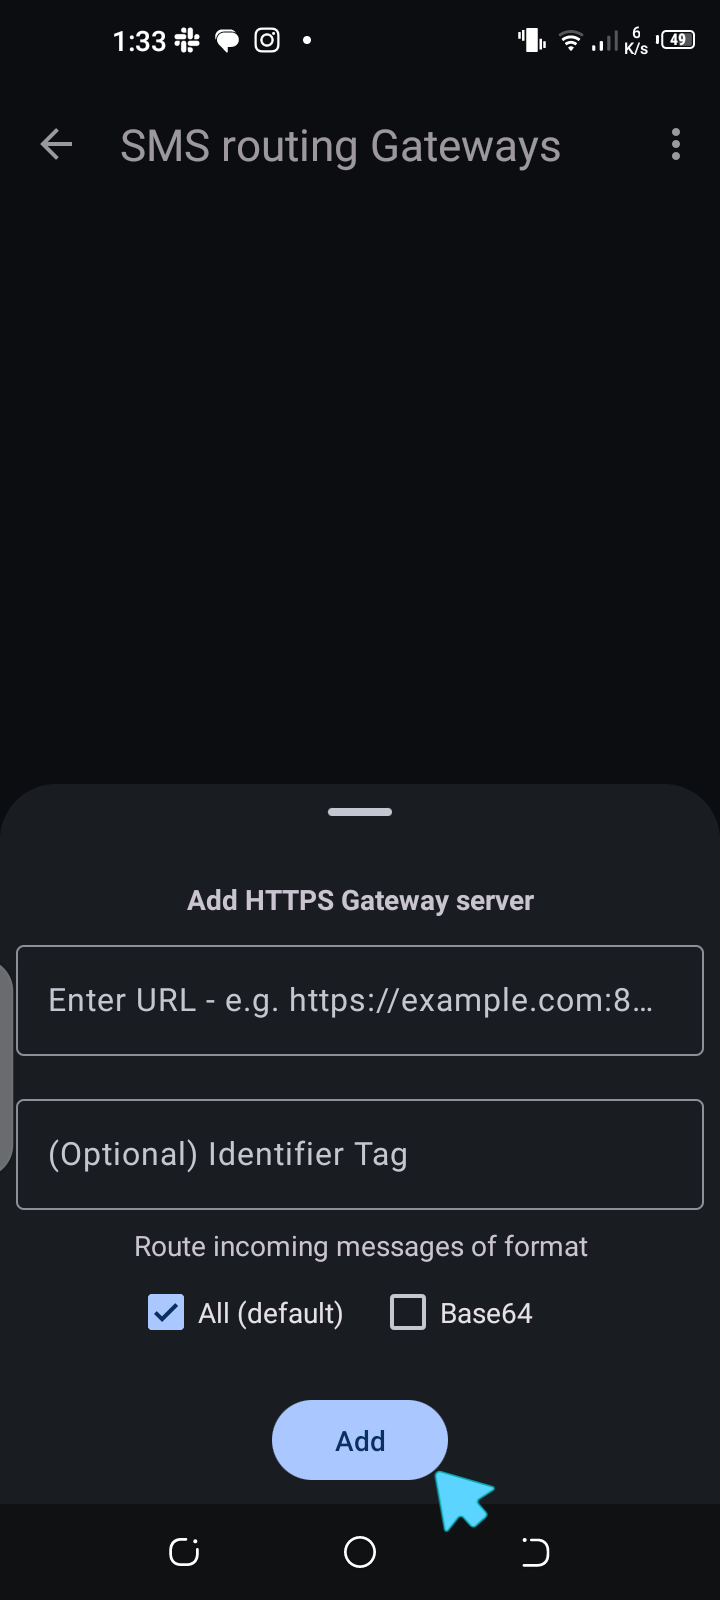 1:33
6
K/s
49
SMS routing Gateways
Add HTTPS Gateway server
Enter URL - e.g. https://example.com:8...
(Optional) Identifier Tag
Route incoming messages of format
All (default) Base64
Add